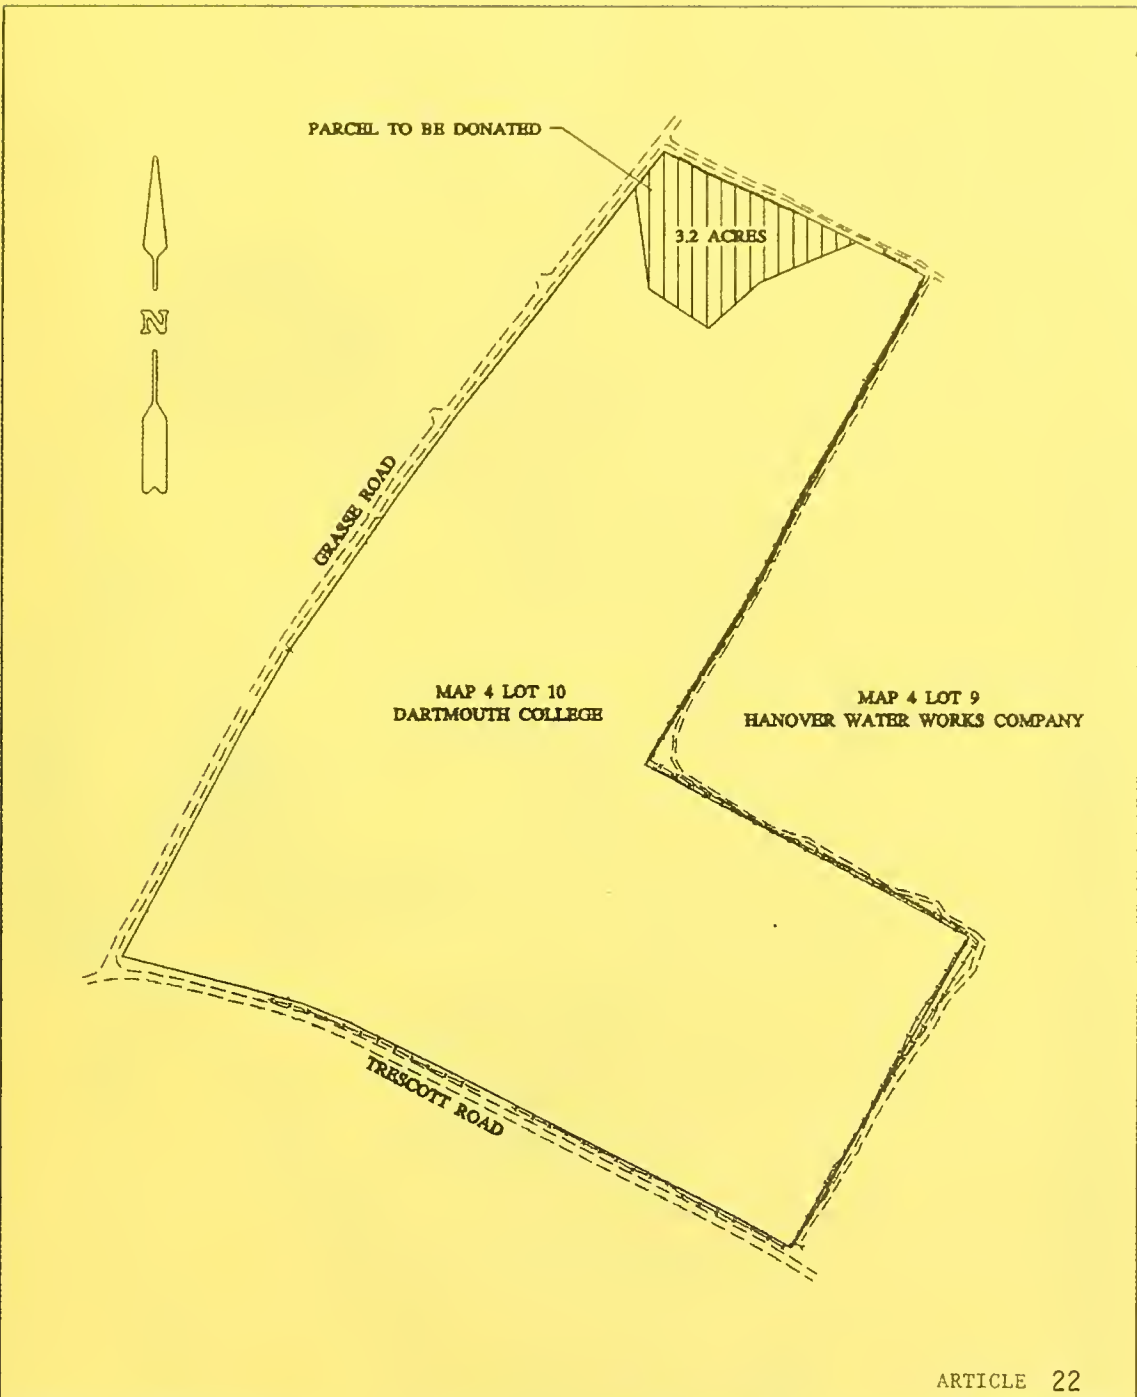 PARCEL TO BE DONATED
3.2 ACRES
N
GRASSE ROAD
MAP 4 LOT 10
DARTMOUTH COLLEGE
MAP 4 LOT 9
HANOVER WATER WORKS COMPANY
TRESCOTT ROAD
ARTICLE 22